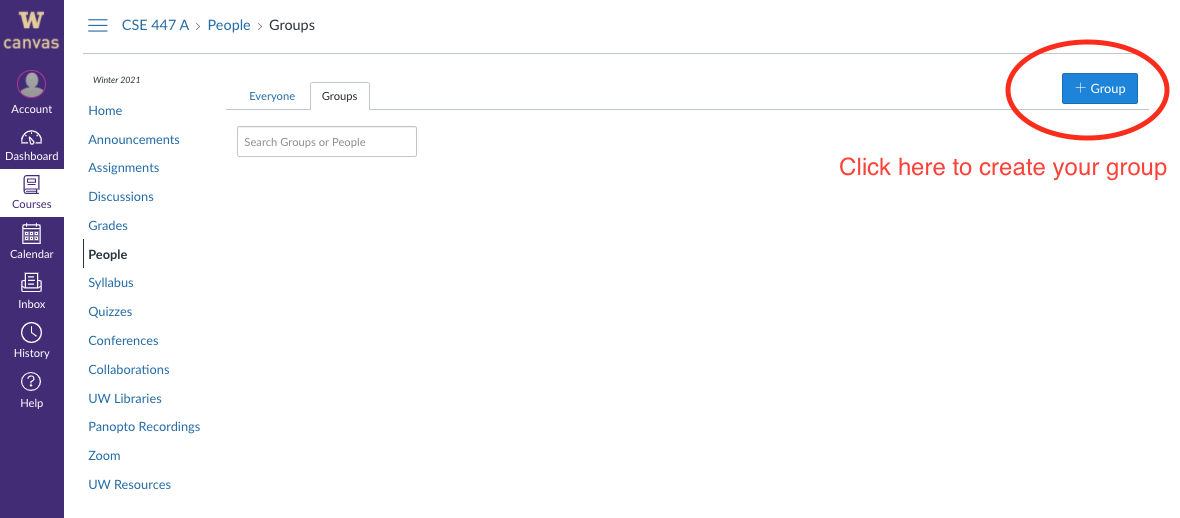 W
canvas
Account
Dashboard
Courses
Calendar
Inbox
History
Help
CSE 447 A > People > Groups
Winter 2021
Home
Announcements
Assignments
Discussions
Grades
People
Syllabus
Quizzes
Conferences
Collaborations
UW Libraries
Panopto Recordings
Zoom
UW Resources
Everyone
Groups
+ Group
Search Groups or People
Click here to create your group